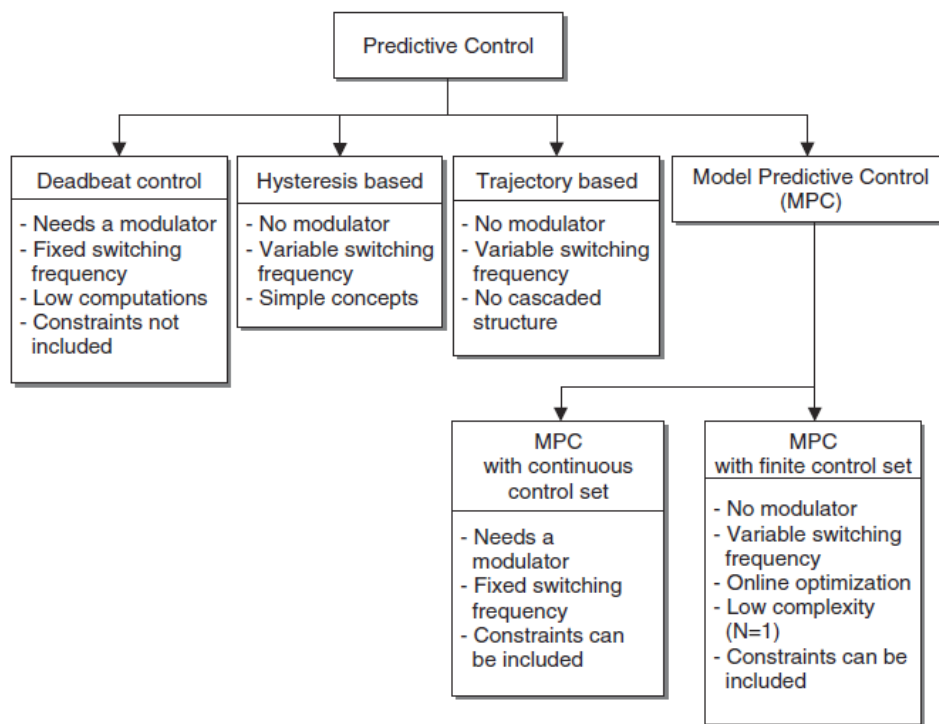 Predictive Control
Deadbeat control
- Needs a modulator
- Fixed switching
frequency
- Low computations
- Constraints not
included
Hysteresis based
- No modulator
- Variable switching
frequency
- Simple concepts
Trajectory based
- No modulator
- Variable switching
frequency
- No cascaded
structure
Model Predictive Control
(MPC)
MPC
with continuous
control set
- Needs a
modulator
- Fixed switching
frequency
- Constraints can
be included
MPC
with finite control set
- No modulator
- Variable switching
frequency
- Online optimization
- Low complexity
(N=1)
- Constraints can be
included